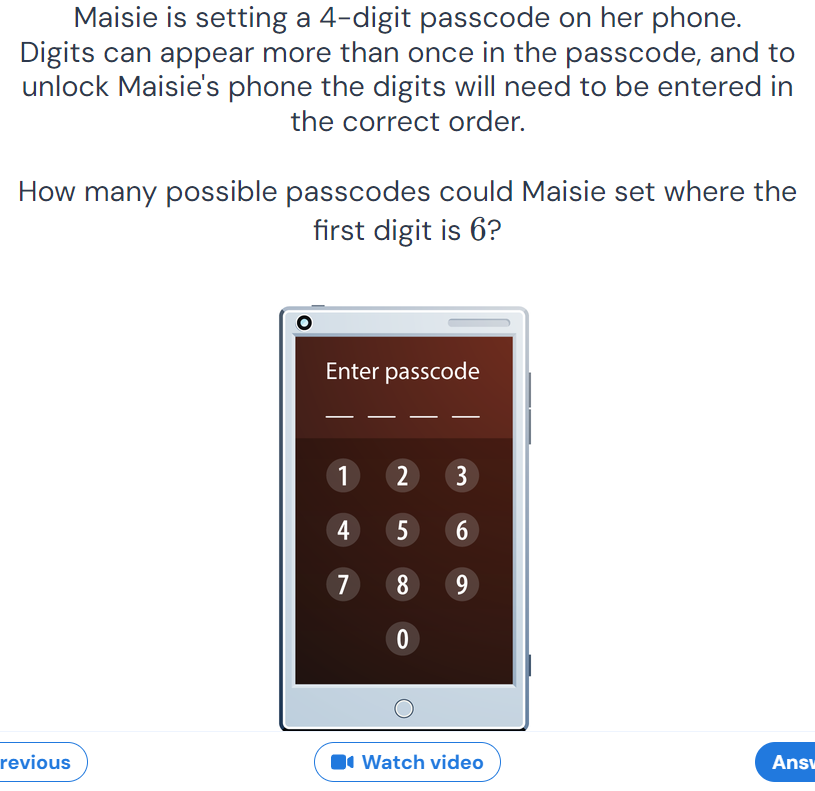 Maisie is setting a 4-digit passcode on her phone.
Digits can appear more than once in the passcode, and to
unlock Maisie's phone the digits will need to be entered in
the correct order.
How many possible passcodes could Maisie set where the
first digit is 6?
Enter passcode
1 2 3
4 5 6
7 8 9
0
revious Watch video Answ